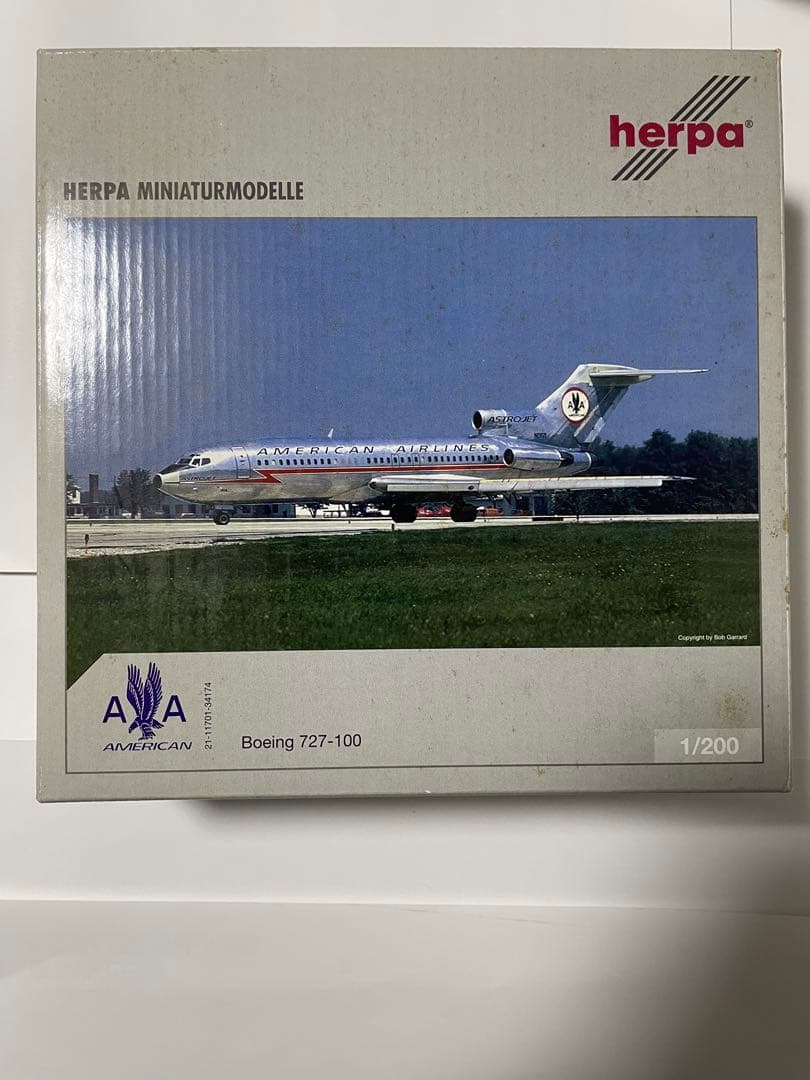 herpa®
HERPA MINIATURMODELLE
ASTROJET
AA
AMERICAN AIRLINES
ASTROJET
Copyright by Bob Garrard
A A
AMERICAN
21-11701-34174
Boeing 727-100
1/200